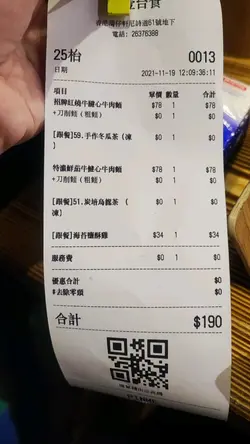 台食
香港灣仔軒尼詩道61號地下
電話: 26376388
25枱 0013
日期 2021-11-19 12:09:36:11
項目 單價 數量 合計
招牌紅燒牛腱心牛肉麵 $78 1 $78
+刀削麵（粗麵） $0 1 $0
[跟餐]59.手作冬瓜茶（凍 $0 1 $0
)
特濃鮮茄牛腱心牛肉麵 $78 1 $78
+刀削麵（粗麵） $0 1 $0
[跟餐]51.炭培烏龍茶（ $0 1 $0
凍]
[跟餐]海苔鹽酥雞 $34 1 $34
服務費 $0
優惠合計 $0
#去除零頭 $0
合計 $190